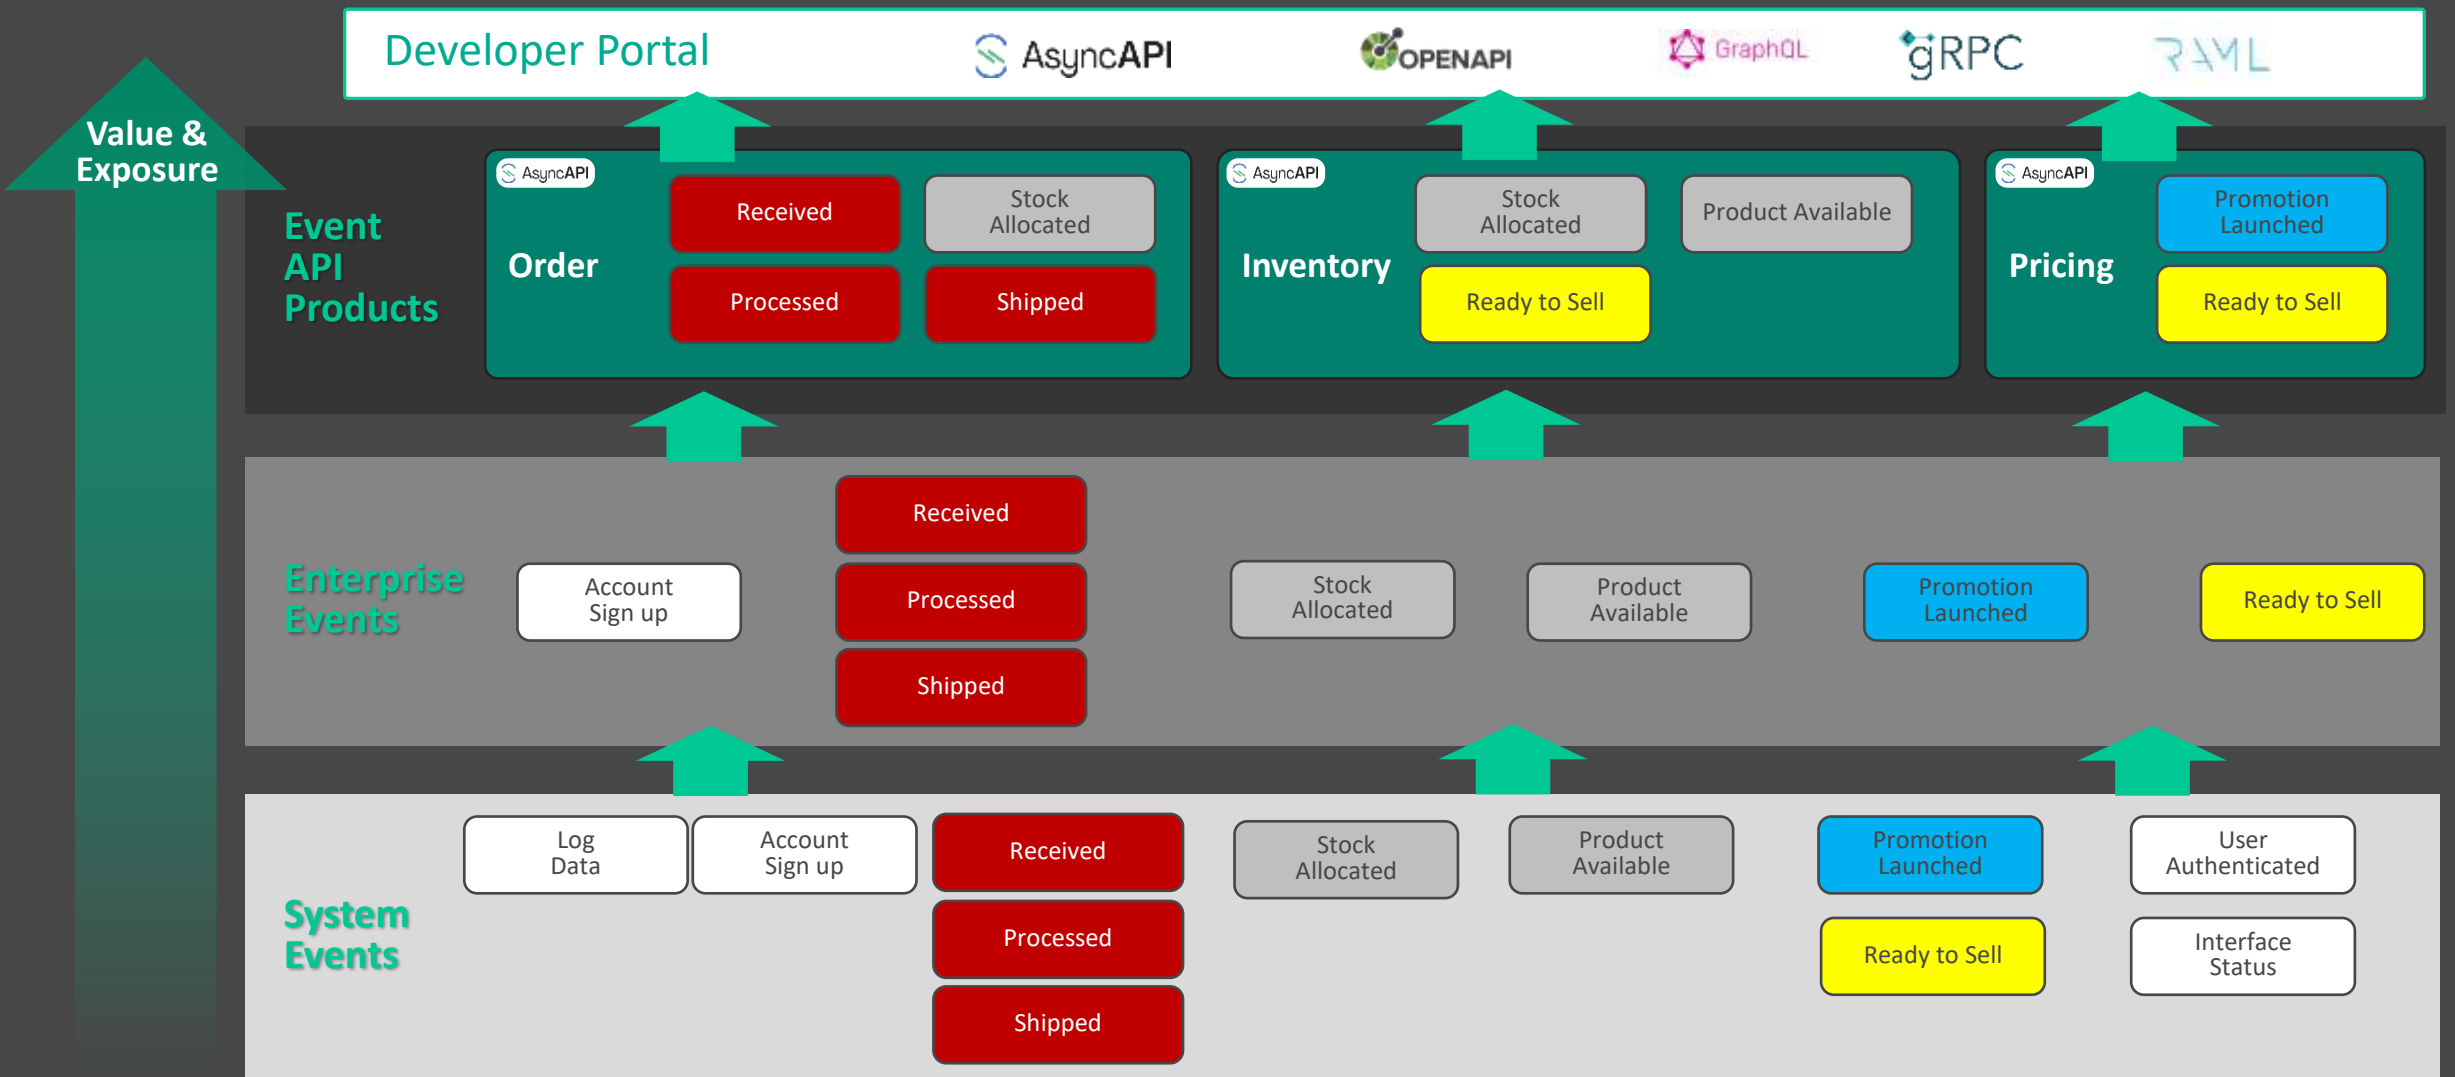 Developer Portal
AsyncAPI
OPENAPI
GraphQL
gRPC
RAML
Value &
Exposure
Event
API
Products
AsyncAPI
Order
Received
Stock
Allocated
Processed
Shipped
AsyncAPI
Inventory
Stock
Allocated
Product Available
Ready to Sell
AsyncAPI
Pricing
Promotion
Launched
Ready to Sell
Enterprise
Events
Account
Sign up
Received
Processed
Shipped
Stock
Allocated
Product
Available
Promotion
Launched
Ready to Sell
System
Events
Log
Data
Account
Sign up
Received
Processed
Shipped
Stock
Allocated
Product
Available
Promotion
Launched
Ready to Sell
User
Authenticated
Interface
Status